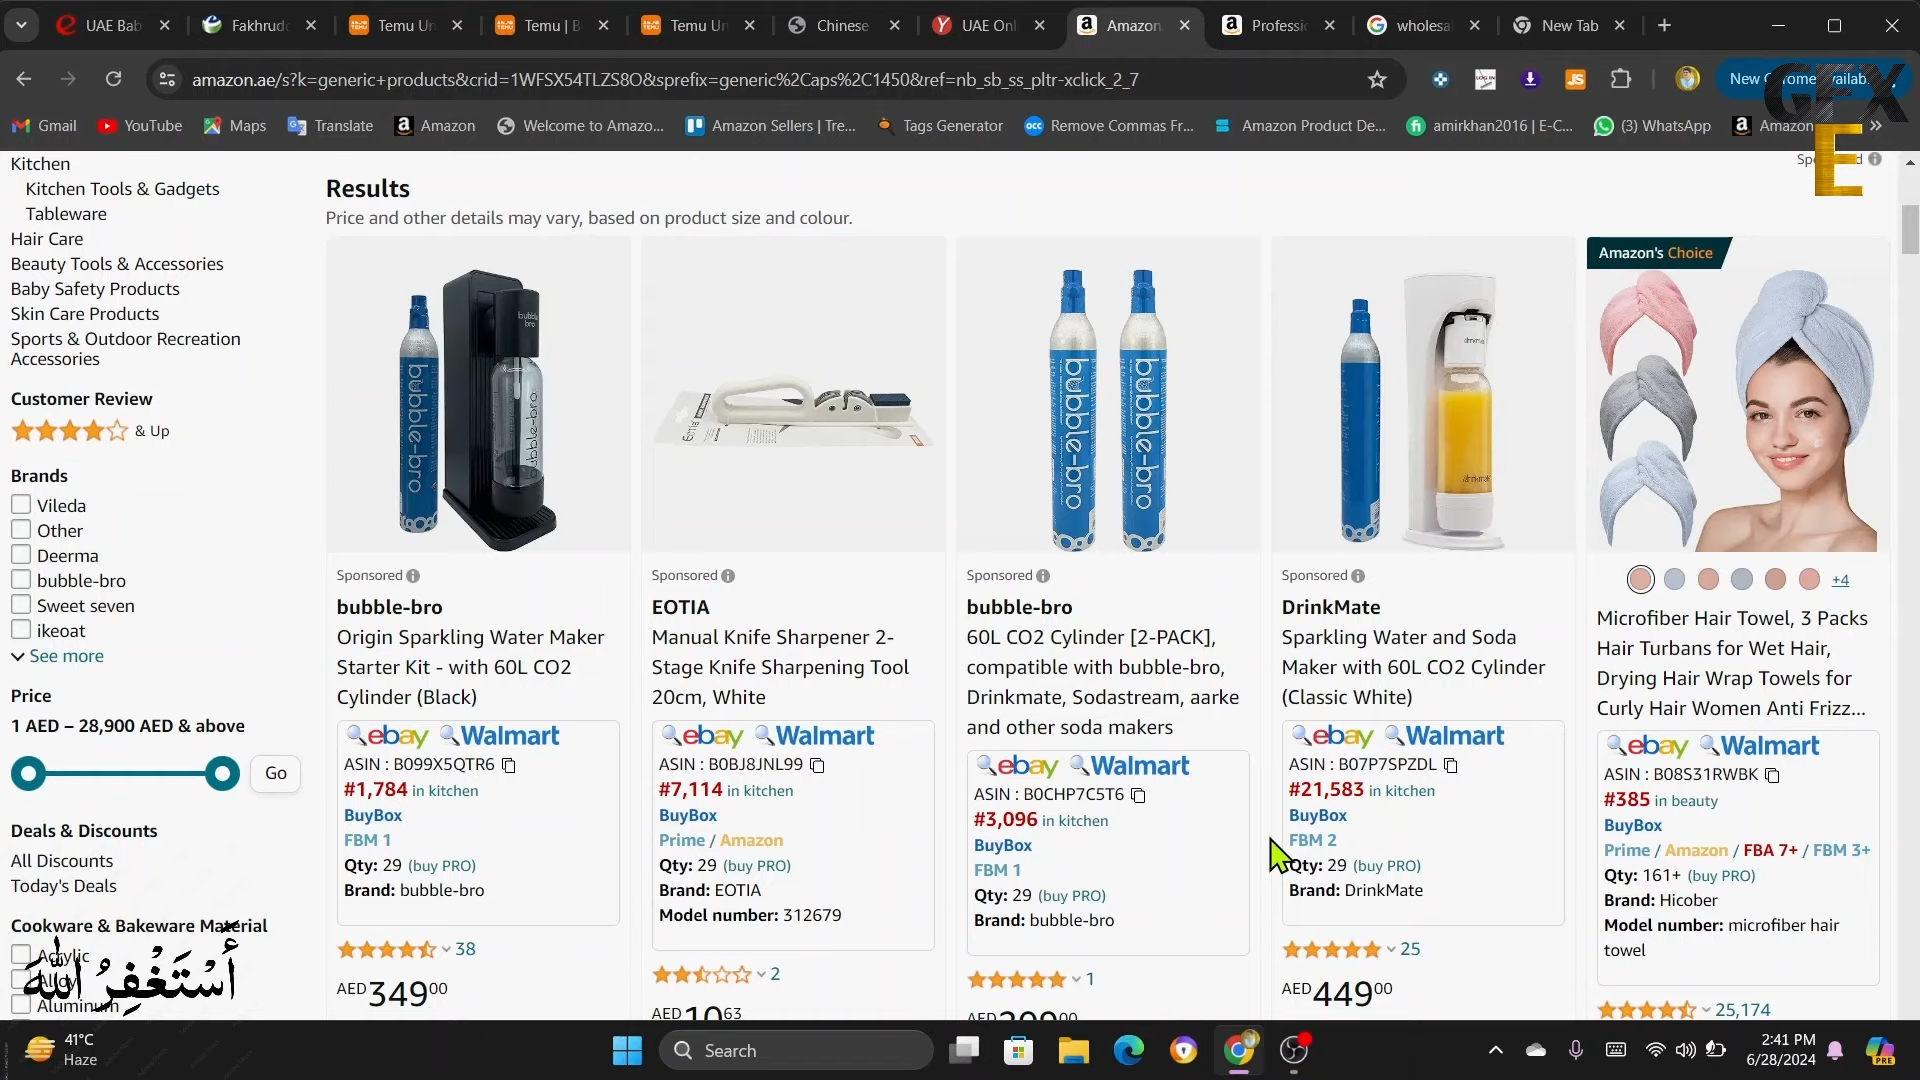 UAE Bab
Fakhrud
Temu Un
Temu | B
Temu Un
Chinese
UAE Onl
Amazon.
Professi
wholesa
New Tab
amazon.ae/s?k=generic+products&crid=1WFSX54TLZS8O&sprefix=generic%2Caps%2C1450&ref=nb_sb_ss_pltr-xclick_2_7
GFX
E
Gmail
YouTube
Maps
Translate
Amazon
Welcome to Amazo...
Amazon Sellers | Tre...
Tags Generator
Remove Commas Fr...
Amazon Product De...
amirkhan2016 | E-C...
(3) WhatsApp
Amazon
Kitchen
Kitchen Tools & Gadgets
Tableware
Hair Care
Beauty Tools & Accessories
Baby Safety Products
Skin Care Products
Sports & Outdoor Recreation
Accessories
Customer Review
& Up
Brands
Vileda
Other
Deerma
bubble-bro
Sweet seven
ikeoat
See more
Price
1 AED – 28,900 AED & above
Go
Deals & Discounts
All Discounts
Today's Deals
Cookware & Bakeware Material
Acrylic
Alloy
Aluminum
أَسْتَغْفِرُ اللّٰهَ
Results
Price and other details may vary, based on product size and colour.
bubble-bro
Sponsored
bubble-bro
Origin Sparkling Water Maker
Starter Kit - with 60L CO2
Cylinder (Black)
ebay Walmart
ASIN : B099X5QTR6
#1,784 in kitchen
BuyBox
FBM 1
Qty: 29 (buy PRO)
Brand: bubble-bro
38
AED 349 00
Sponsored
EOTIA
Manual Knife Sharpener 2-
Stage Knife Sharpening Tool
20cm, White
ebay Walmart
ASIN : B0BJ8JNL99
#7,114 in kitchen
BuyBox
Prime / Amazon
Qty: 29 (buy PRO)
Brand: EOTIA
Model number: 312679
2
AED 10 63
bubble-bro bubble-bro
Sponsored
bubble-bro
60L CO2 Cylinder [2-PACK],
compatible with bubble-bro,
Drinkmate, Sodastream, aarke
and other soda makers
ebay Walmart
ASIN : B0CHP7C5T6
#3,096 in kitchen
BuyBox
FBM 1
Qty: 29 (buy PRO)
Brand: bubble-bro
1
Sponsored
DrinkMate
Sparkling Water and Soda
Maker with 60L CO2 Cylinder
(Classic White)
ebay Walmart
ASIN : B07P7SPZDL
#21,583 in kitchen
BuyBox
FBM 2
Qty: 29 (buy PRO)
Brand: DrinkMate
25
AED 449 00
Amazon's Choice
+4
Microfiber Hair Towel, 3 Packs
Hair Turbans for Wet Hair,
Drying Hair Wrap Towels for
Curly Hair Women Anti Frizz...
ebay Walmart
ASIN : B08S31RWBK
#385 in beauty
BuyBox
Prime / Amazon / FBA 7+ / FBM 3+
Qty: 161+ (buy PRO)
Brand: Hicober
Model number: microfiber hair
towel
25,174
41°C
Haze
Search
2:41 PM
6/28/2024